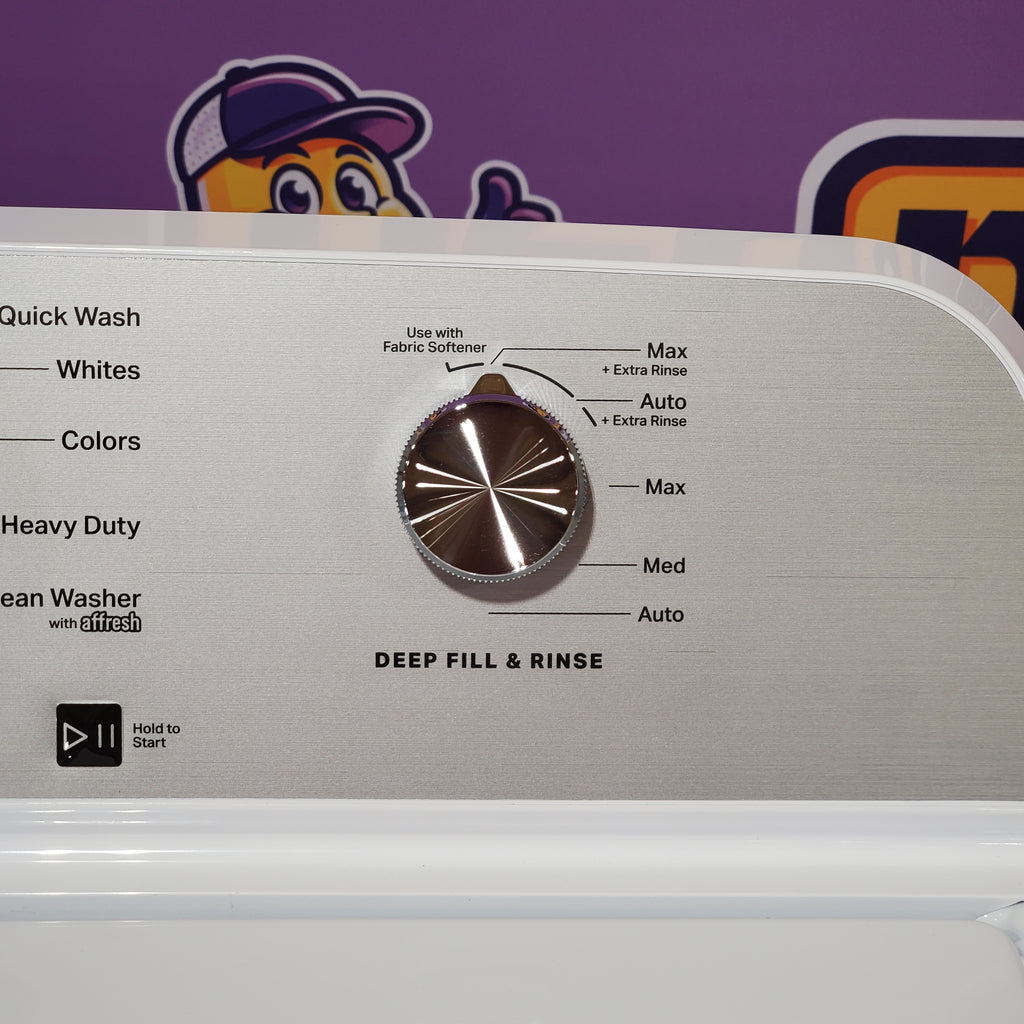 Quick Wash
Whites
Colors
Heavy Duty
ean Washer
with affresh
Hold to
Start
Use with
Fabric Softener
Max
+ Extra Rinse
Auto
+ Extra Rinse
Max
Med
Auto
DEEP FILL & RINSE